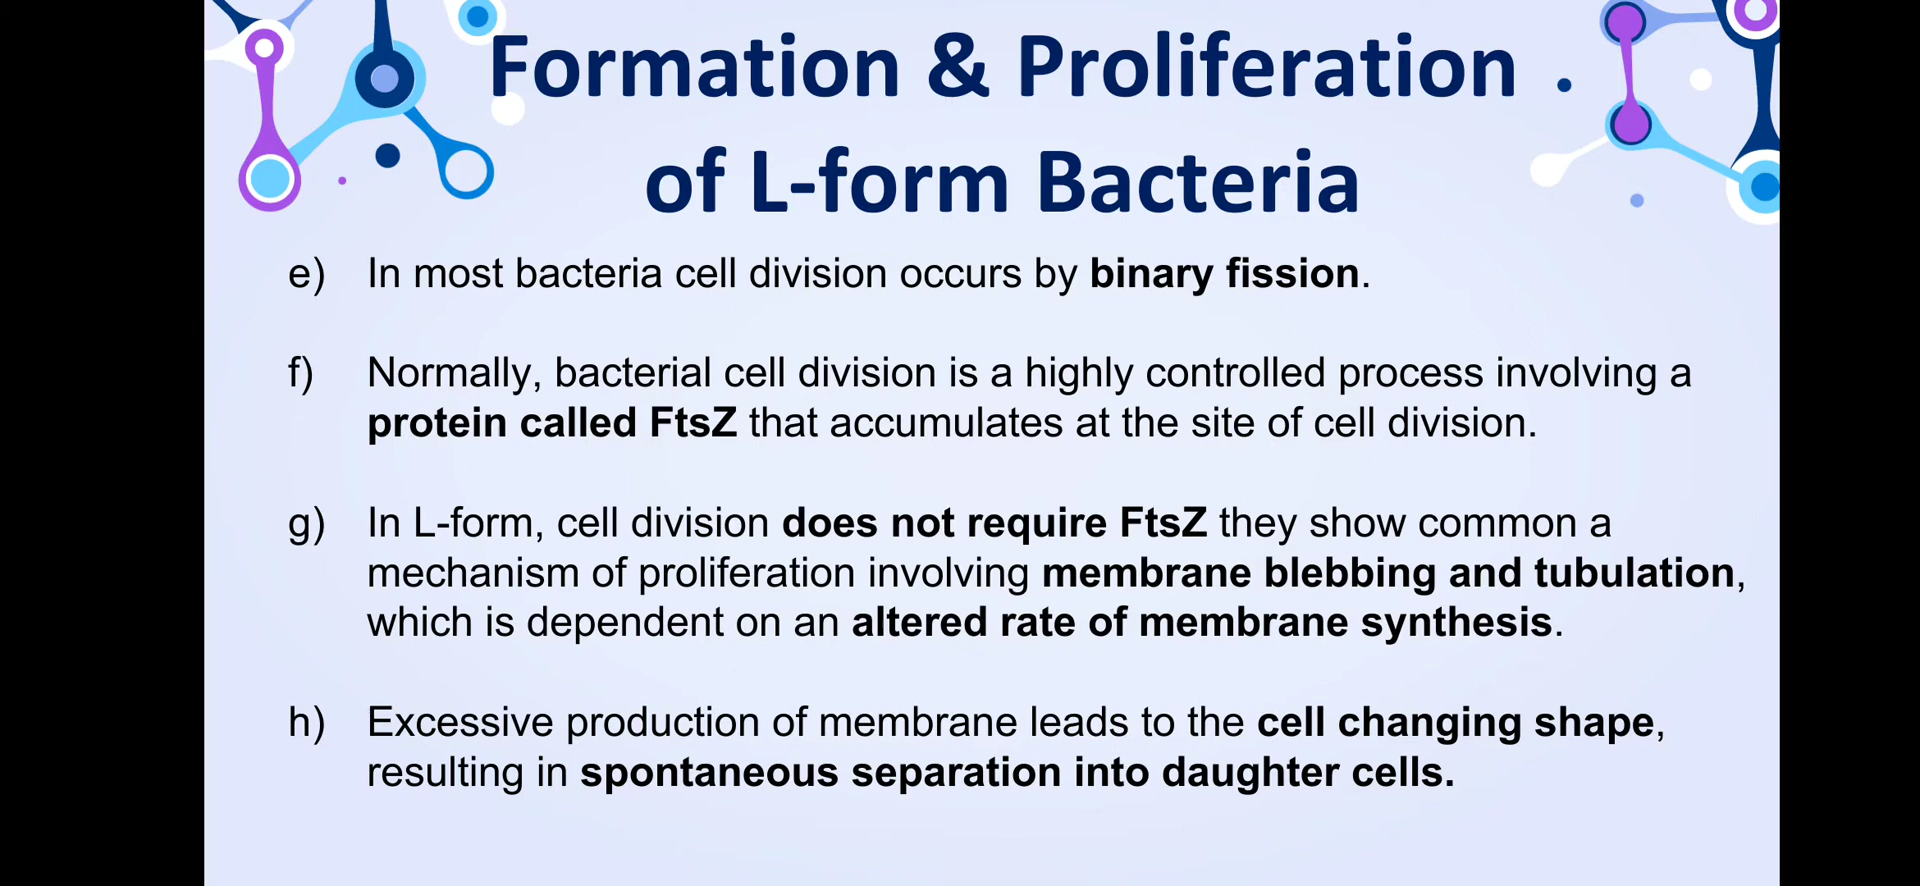 Formation & Proliferation
of L-form Bacteria
e) In most bacteria cell division occurs by binary fission.
f) Normally, bacterial cell division is a highly controlled process involving a
protein called FtsZ that accumulates at the site of cell division.
g) In L-form, cell division does not require FtsZ they show common a
mechanism of proliferation involving membrane blebbing and tubulation,
which is dependent on an altered rate of membrane synthesis.
h) Excessive production of membrane leads to the cell changing shape,
resulting in spontaneous separation into daughter cells.